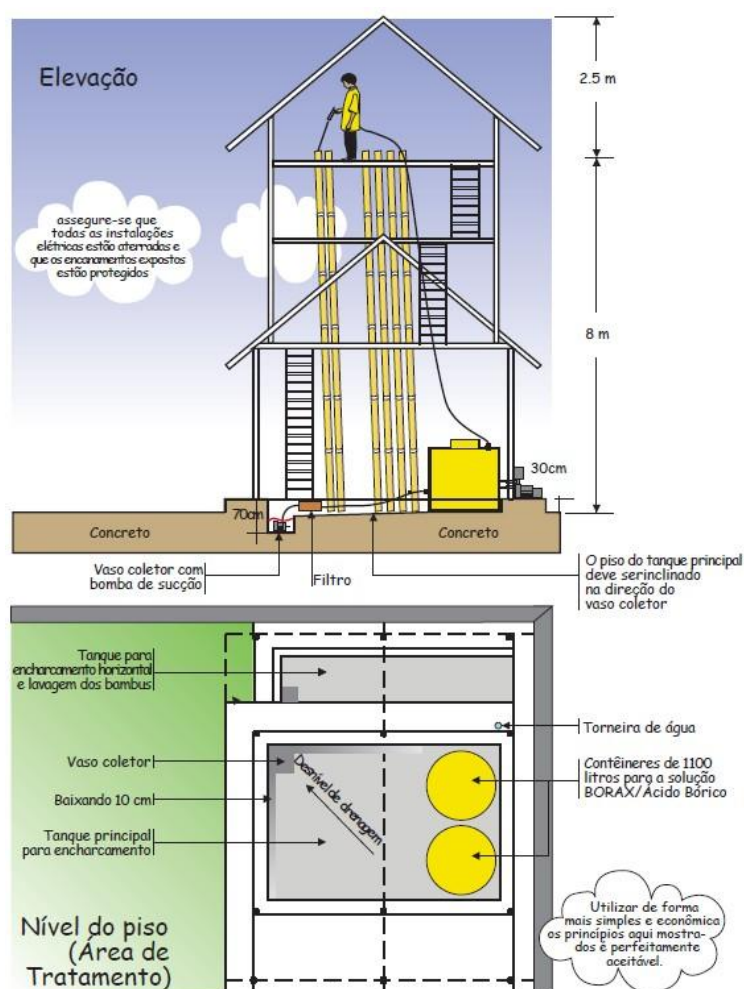 Elevação
2.5 m
assegure-se que
todas as instalações
elétricas estão aterradas e
que os encanamentos expostos
estão protegidos
8 m
30cm
70cm
Concreto
Concreto
Vaso coletor com
bomba de sucção
Filtro
O piso do tanque principal
deve serinclinado
na direção do
vaso coletor
Tanque para
encharcamento horizontal
e lavagem dos bambus
Torneira de água
Vaso coletor
Desnível de drenagem
Contêineres de 1100
litros para a solução
BORAX/Ácido Bórico
Baixando 10 cm
Tanque principal
para encharcamento
Nível do piso
(Área de
Tratamento)
Utilizar de forma
mais simples e econômica
os princípios aqui mostra-
dos é perfeitamente
aceitável.